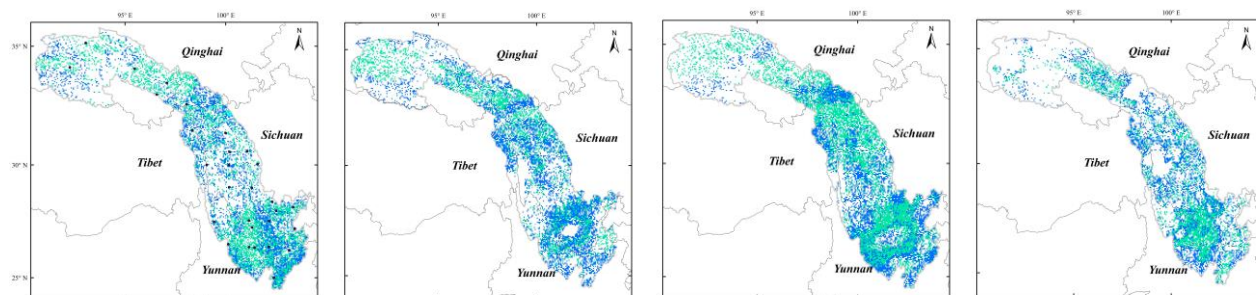 95° E 100° E
35° N
N
Qinghai
Sichuan
30° N
Tibet
Yunnan
25° N
95° E 100° E
N
Qinghai
Sichuan
Tibet
Yunnan
95° E 100° E
N
Qinghai
Sichuan
Tibet
Yunnan
95° E 100° E
N
Qinghai
Sichuan
Tibet
Yunnan